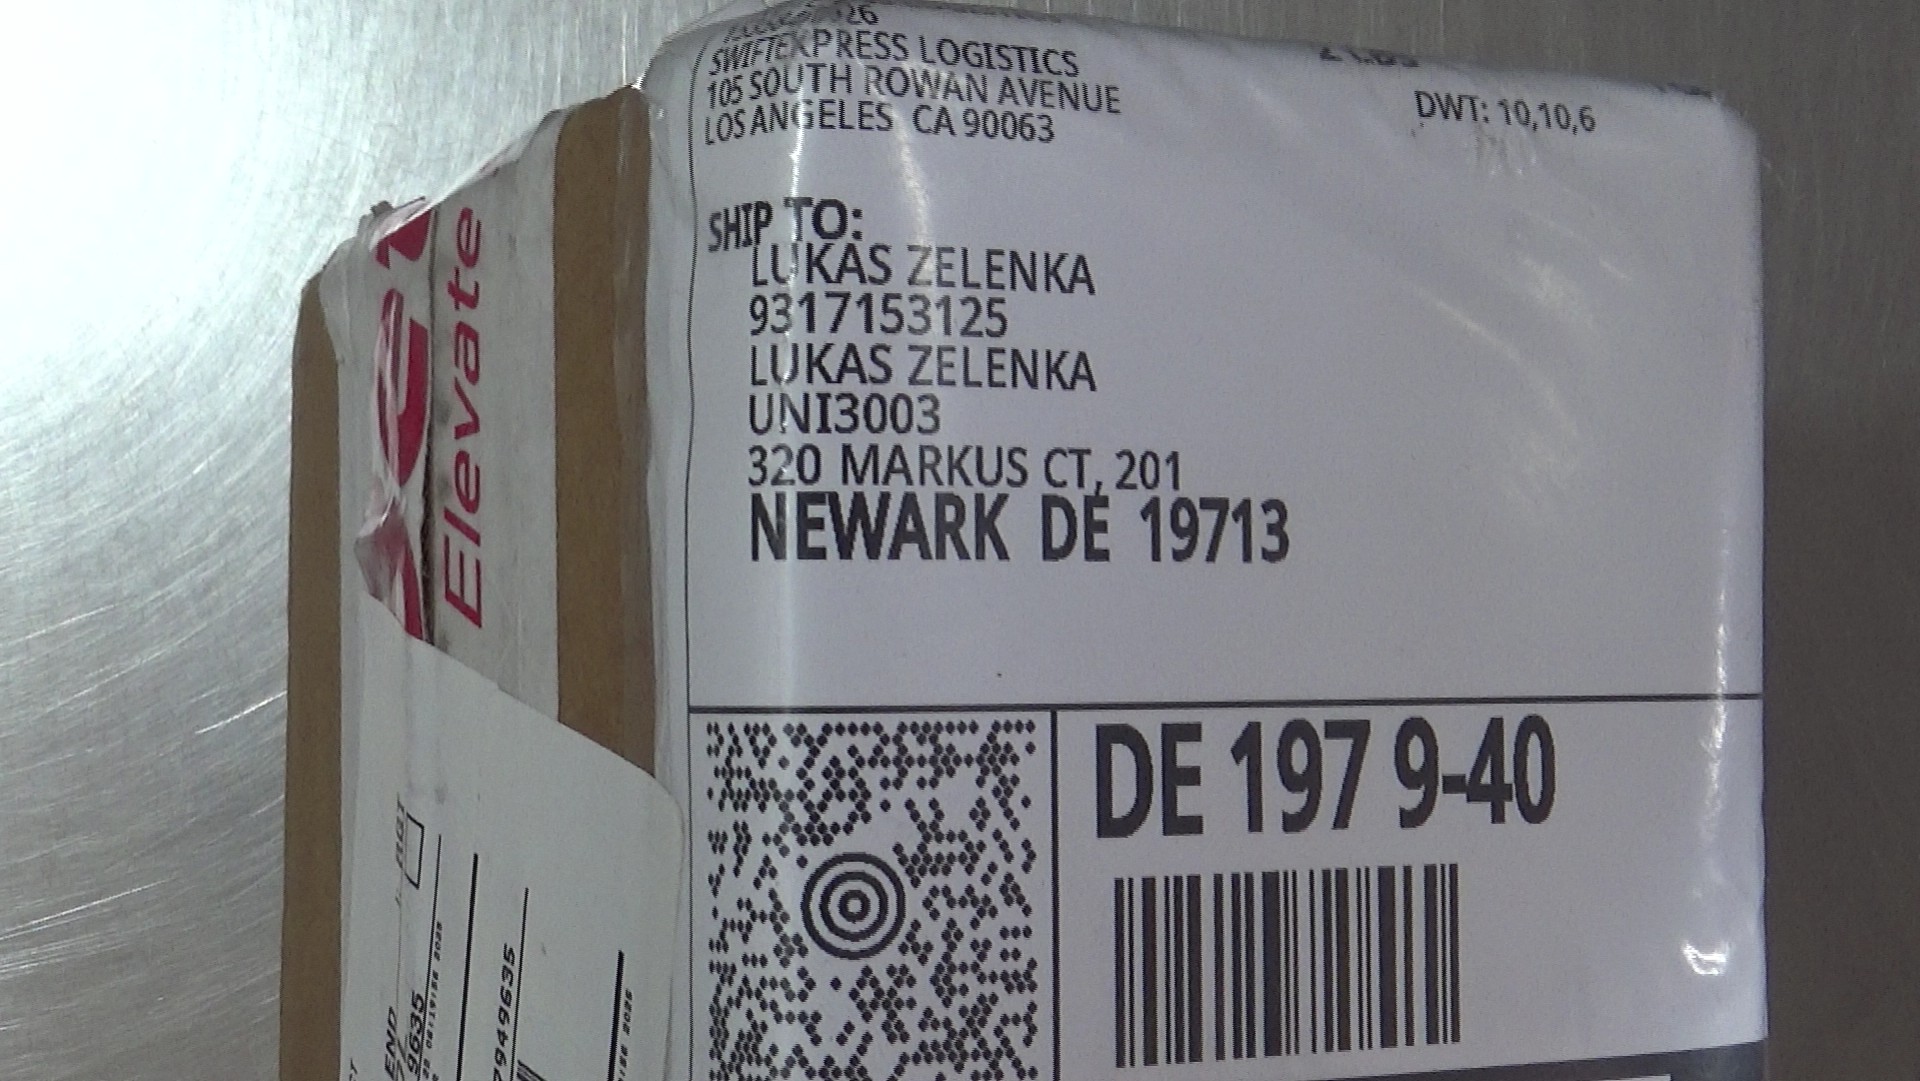 SWIFTEXPRESS LOGISTICS
105 SOUTH ROWAN AVENUE
LOS ANGELES CA 90063
DWT: 10,10,6
SHIP TO:
LUKAS ZELENKA
9317153125
LUKAS ZELENKA
UNI3003
320 MARKUS CT, 201
NEWARK DE 19713
DE 197 9-40
Elevate